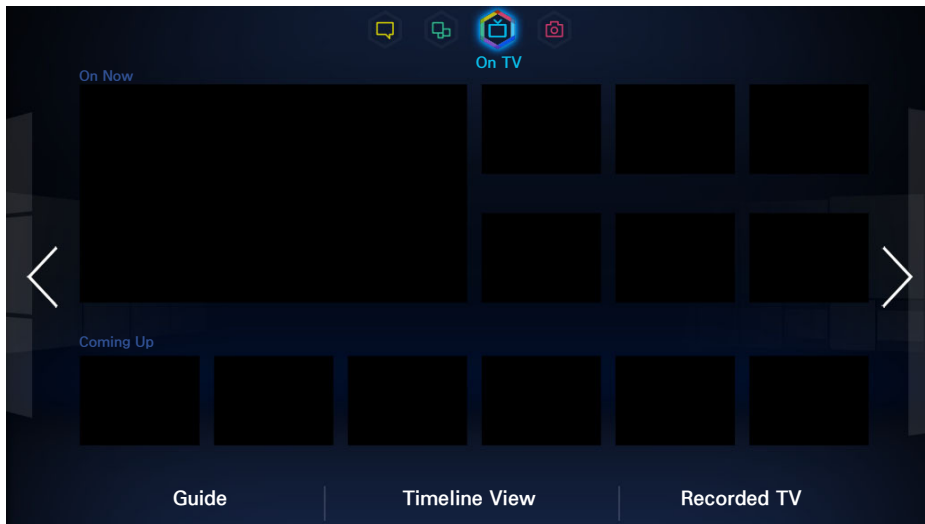 On TV
On Now
Coming Up
Guide
Timeline View
Recorded TV